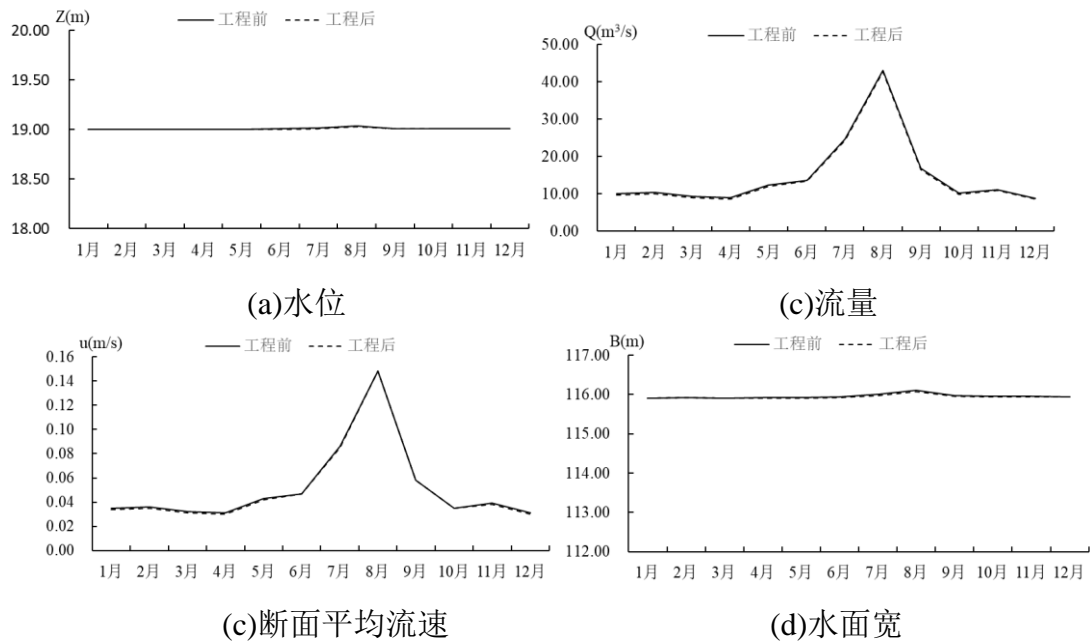 Z(m)
工程前 工程后
20.00
19.50
19.00
18.50
18.00
1月 2月 3月 4月 5月 6月 7月 8月 9月 10月 11月 12月
(a)水位
Q(m³/s)
工程前 工程后
50.00
40.00
30.00
20.00
10.00
0.00
1月 2月 3月 4月 5月 6月 7月 8月 9月 10月 11月 12月
(c)流量
u(m/s)
工程前 工程后
0.16
0.14
0.12
0.10
0.08
0.06
0.04
0.02
0.00
1月 2月 3月 4月 5月 6月 7月 8月 9月 10月 11月 12月
(c)断面平均流速
B(m)
工程前 工程后
117.00
116.00
115.00
114.00
113.00
112.00
1月 2月 3月 4月 5月 6月 7月 8月 9月 10月 11月 12月
(d)水面宽